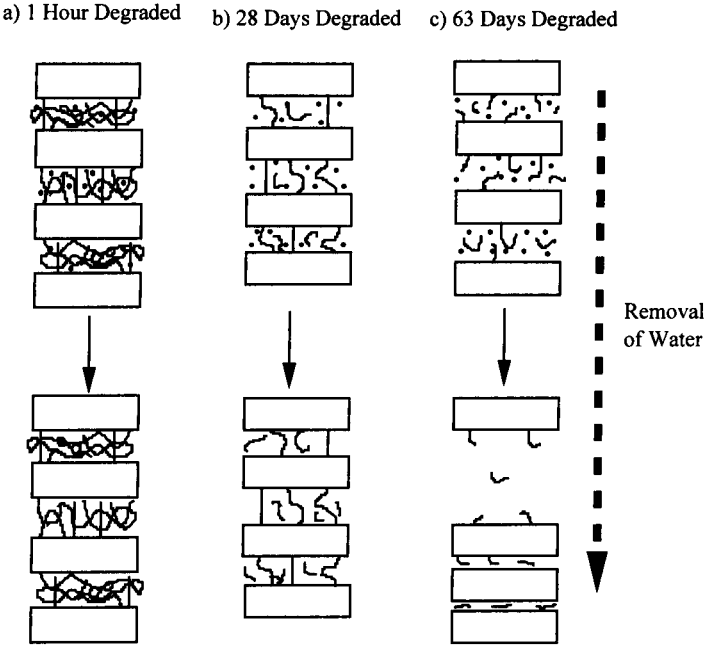 a) 1 Hour Degraded
b) 28 Days Degraded
c) 63 Days Degraded
Removal
of Water